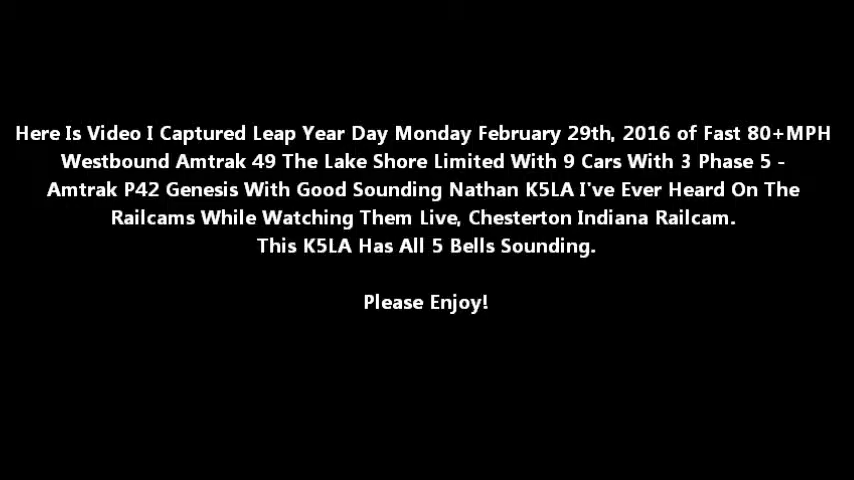 Here Is Video I Captured Leap Year Day Monday February 29th, 2016 of Fast 80+MPH
Westbound Amtrak 49 The Lake Shore Limited With 9 Cars With 3 Phase 5 -
Amtrak P42 Genesis With Good Sounding Nathan K5LA I've Ever Heard On The
Railcams While Watching Them Live, Chesterton Indiana Railcam.
This K5LA Has All 5 Bells Sounding.
Please Enjoy!